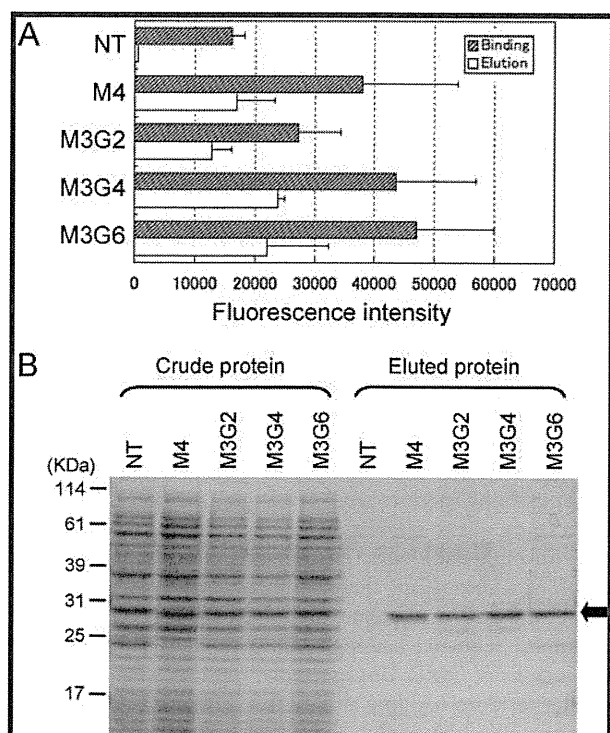 A
NT
M4
M3G2
M3G4
M3G6
Binding
Elution
0 10000 20000 30000 40000 50000 60000 70000
Fluorescence intensity
B
Crude protein Eluted protein
NT M4 M3G2 M3G4 M3G6 NT M4 M3G2 M3G4 M3G6
(KDa)
114
61
39
31
25
17